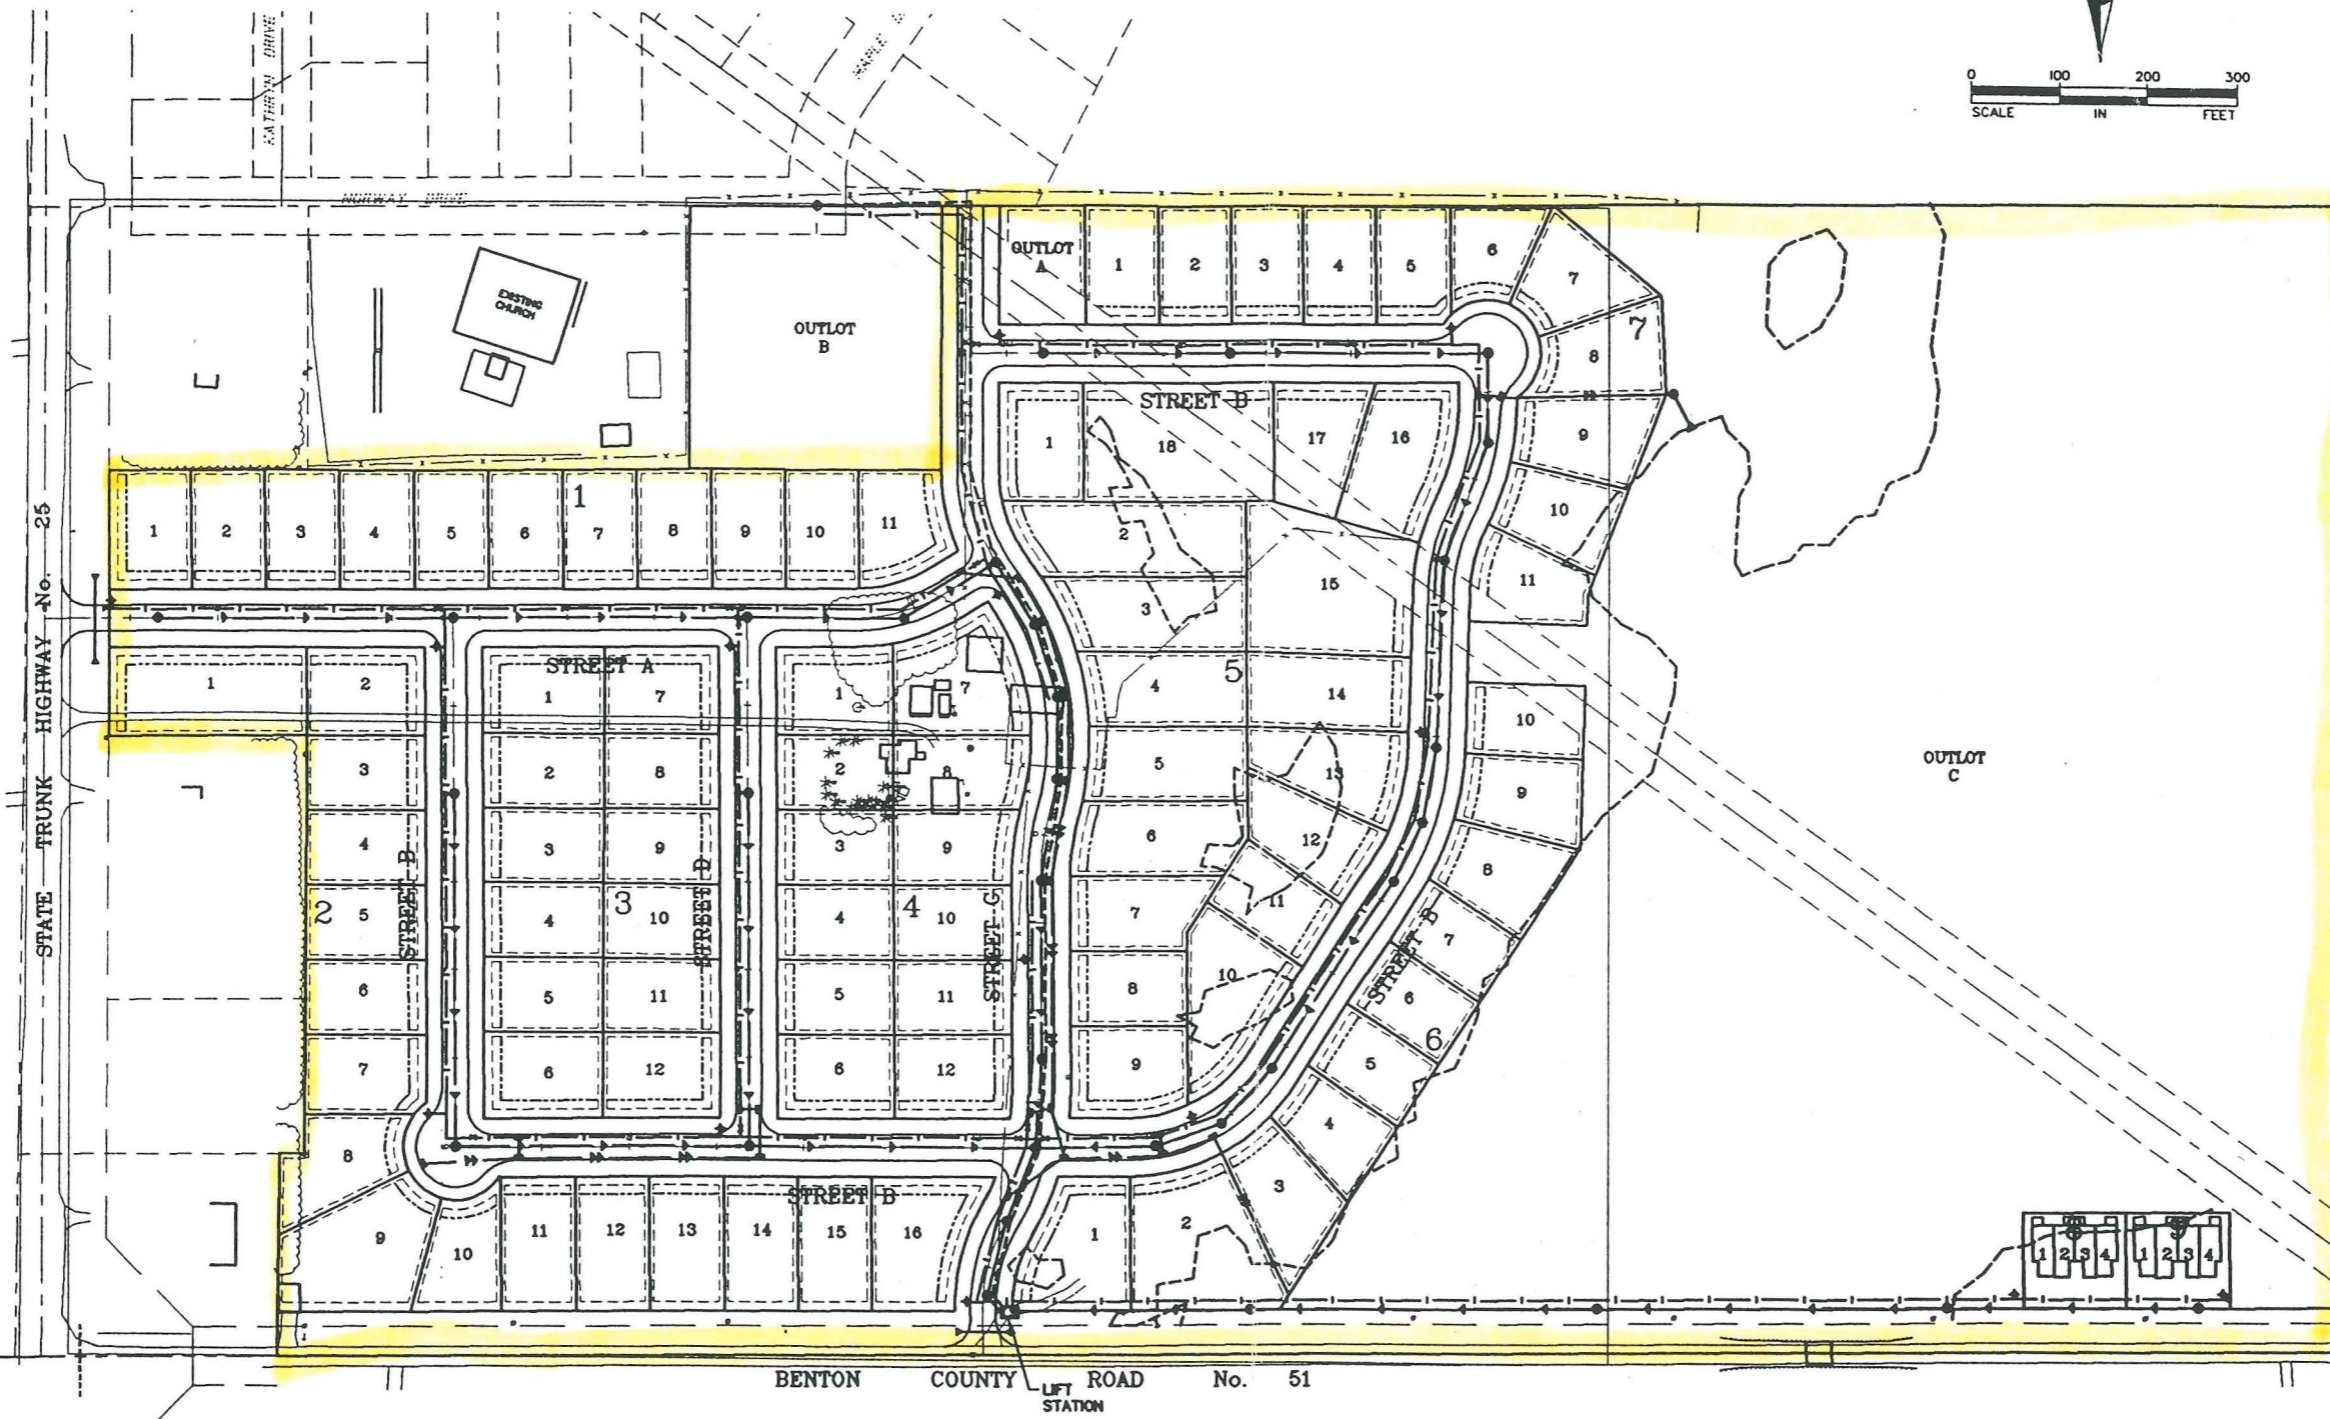 0 100 200 300
SCALE IN FEET
KATHRYN DRIVE
NORWAY DRIVE
EXISTING
CHURCH
OUTLOT
B
OUTLOT
A
1 2 3 4 5 6 7 8 9 10 11
7
10 9 8 7 6 5 4 3 2 1
6
STREET B
1 18 17 16
2 15
3
4 14
5 13
6 12
7 11
8 10
9
5
1 2 3 4 5 6 7 8 9 10 11
1
STATE TRUNK HIGHWAY No. 25
STREET A
1 2
3
4
5
6
7
8
9 10 11 12 13 14 15 16
2
STREET B
1 7
2 8
3 9
4 10
5 11
6 12
3
STREET D
1 7
2 8
3 9
4 10
5 11
6 12
4
STREET C
STREET B
STREET B
OUTLOT
C
1 2 3 4 1 2 3 4
8 9
BENTON COUNTY ROAD No. 51
LIFT
STATION